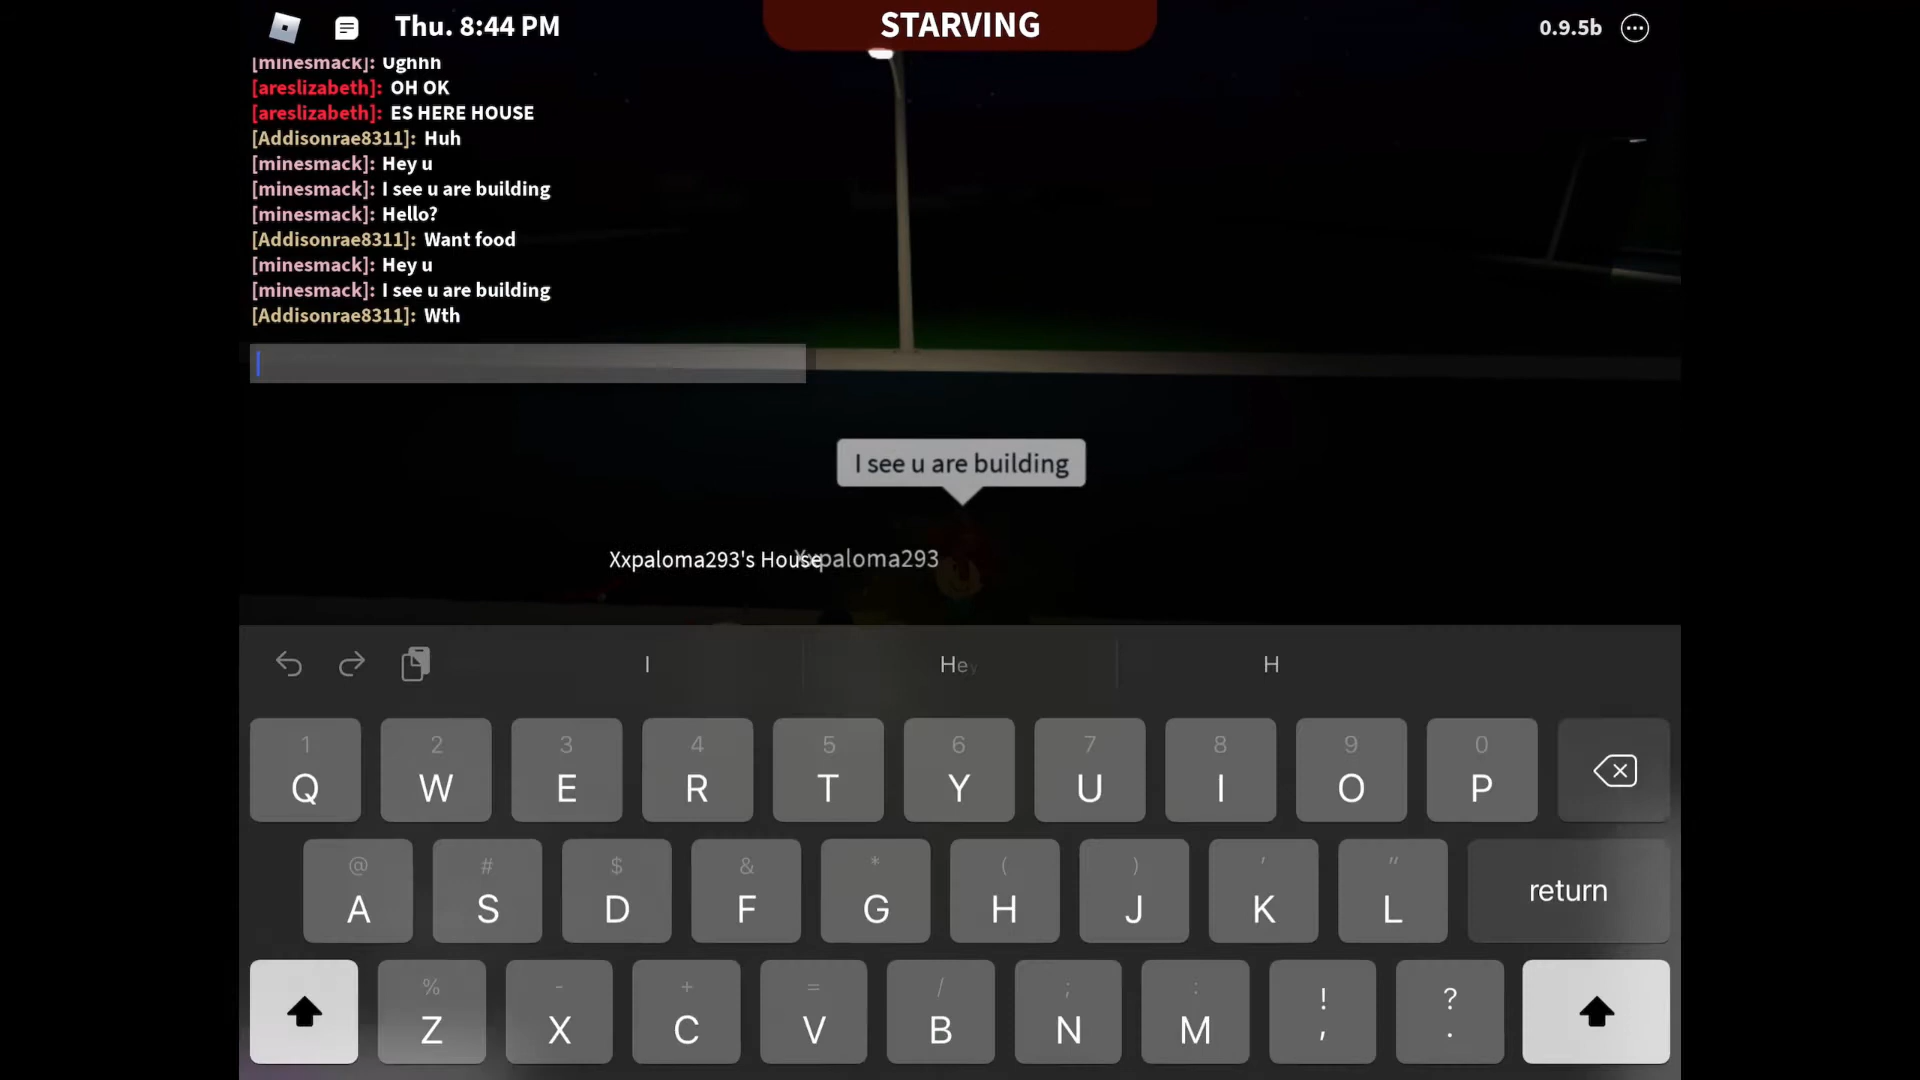 Thu. 8:44 PM
STARVING
0.9.5b
[minesmack]: Ughhh
[areslizabeth]: OH OK
[areslizabeth]: ES HERE HOUSE
[Addisonrae8311]: Huh
[minesmack]: Hey u
[minesmack]: I see u are building
[minesmack]: Hello?
[Addisonrae8311]: Want food
[minesmack]: Hey u
[minesmack]: I see u are building
[Addisonrae8311]: Wth
I see u are building
Xxpaloma293's House
Xxpaloma293
I Hey H
1 2 3 4 5 6 7 8 9 0
Q W E R T Y U I O P
@ # $ & * ( ) ' "
A S D F G H J K L return
% - + = / ; : ! ?
Z X C V B N M , .